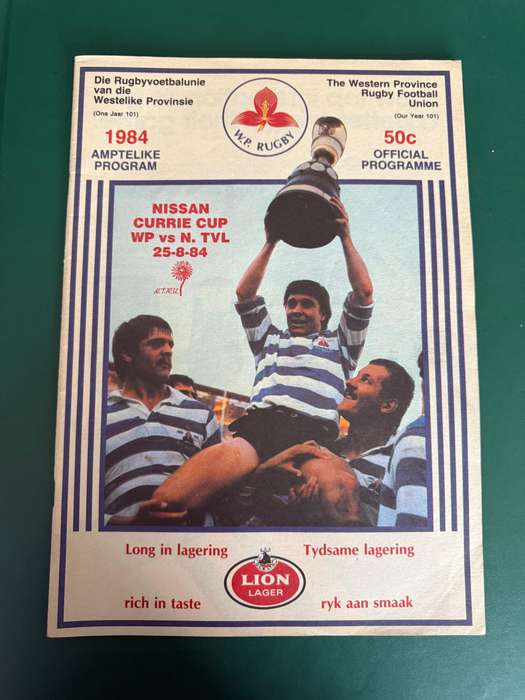 Die Rugbyvoetbalunie
van die
Westelike Provinsie
(Ons Jaar 101)
The Western Province
Rugby Football
Union
(Our Year 101)
W.P. RUGBY
1984
AMPTELIKE
PROGRAM
50c
OFFICIAL
PROGRAMME
NISSAN
CURRIE CUP
WP vs N. TVL
25-8-84
N.T.R.U.
Long in lagering
Tydsame lagering
LION
LAGER
rich in taste
ryk aan smaak